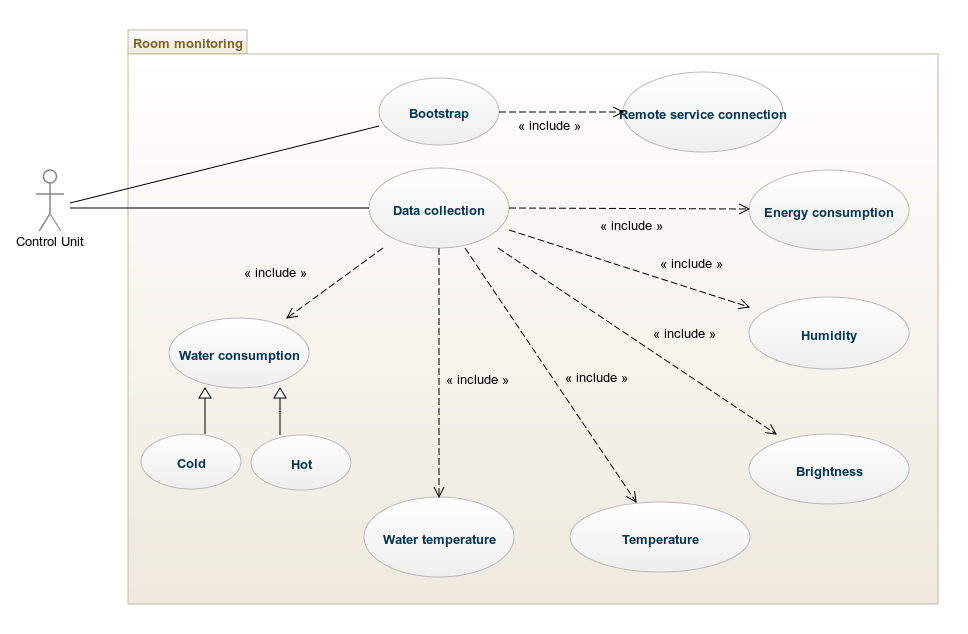 Room monitoring
Bootstrap
Remote service connection
« include »
Control Unit
Data collection
Energy consumption
« include »
« include »
« include »
Humidity
« include »
Water consumption
« include »
« include »
Cold
Hot
Brightness
Water temperature
Temperature